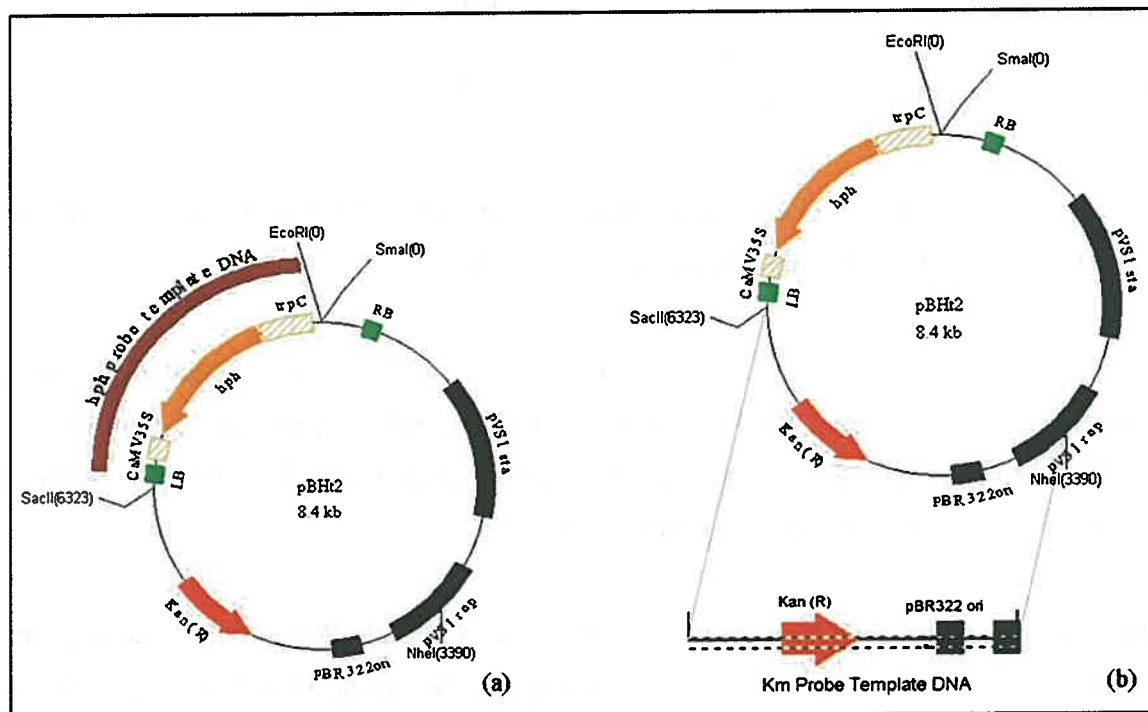 EcoRI(0)
SmaI(0)
trpC
RB
hph
hph probe template DNA
CaMV35S
LB
SacII(6323)
pBHt2
8.4 kb
pVS1 sta
Kan(R)
pBR322ori
pVS1 rep
NheI(3390)
(a)
EcoRI(0)
SmaI(0)
trpC
RB
hph
CaMV35S
LB
SacII(6323)
pBHt2
8.4 kb
pVS1 sta
Kan(R)
pBR322ori
pVS1 rep
NheI(3390)
Kan (R)
pBR322 ori
Km Probe Template DNA
(b)